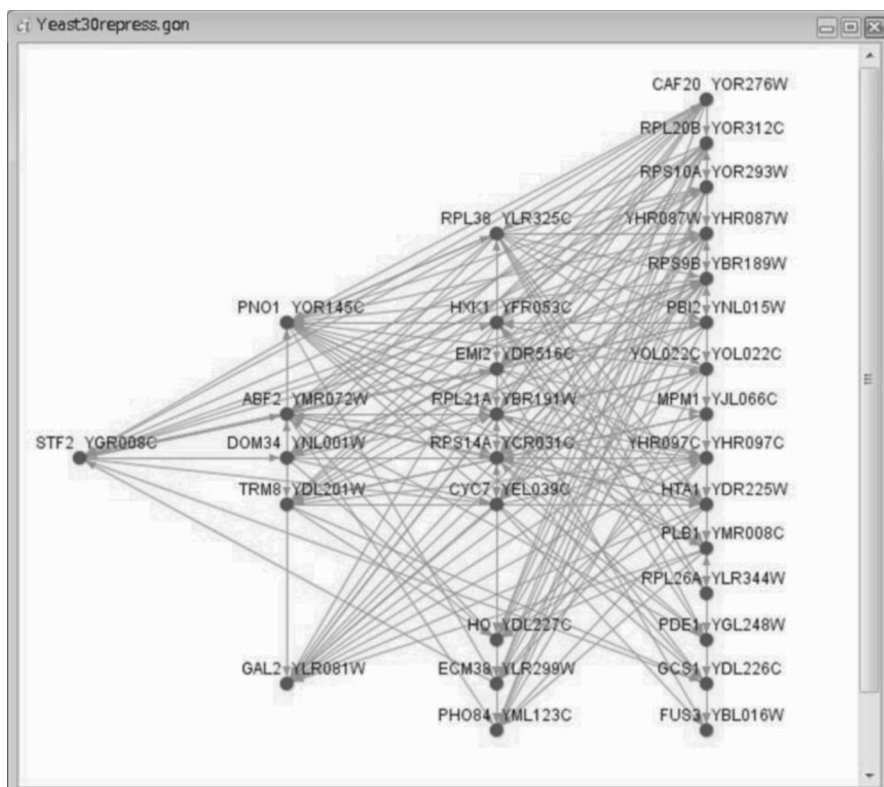 Yeast30repress.gon
CAF20 YOR276W
RPL20B YOR312C
RPS10A YOR293W
RPL38 YLR325C YHR087W YHR087W
RPS9B YBR189W
PNO1 YOR145C HXK1 YFR053C PBI2 YNL015W
EMI2 YDR516C YOL022C YOL022C
ABF2 YMR072W RPL21A YBR191W MPM1 YJL066C
STF2 YGR008C DOM34 YNL001W RPS14A YCR031C YHR097C YHR097C
TRM8 YDL201W CYC7 YEL039C HTA1 YDR225W
PLB1 YMR008C
RPL26A YLR344W
HO YDL227C PDE1 YGL248W
GAL2 YLR081W ECM38 YLR299W GCS1 YDL226C
PHO84 YML123C FUS3 YBL016W